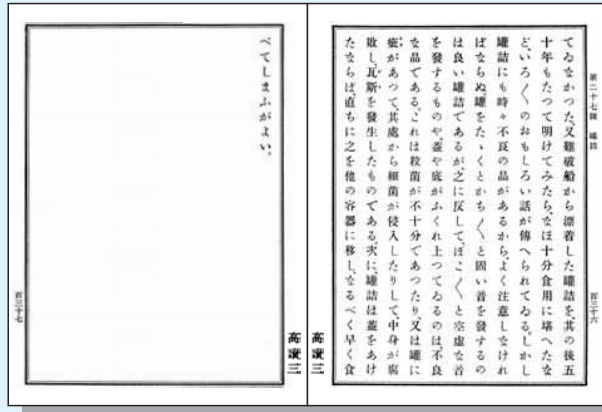 第二十七課 罐詰
てゐなかつた。又難破船から漂着した罐詰を、其の後五
十年もたつて明けてみたら、なほ十分食用に堪へたな
ど、いろ〱のおもしろい話が傳へられてゐる。しかし
罐詰にも時々不良の品があるから、よく注意しなけれ
ばならぬ。罐をたゝくとかち〱と固い音を發するの
は良い罐詰であるが、之に反して、ぼこ〱と空虛な音
を發するものや、蓋や底がふくれ上つてゐるのは、不良
な品である。これは殺菌が不十分であつたり、又は罐に
疵があつて、其處から細菌が侵入したりして、中身が腐
敗し、瓦斯を發生したものである。次に、罐詰は蓋をあけ
たならば、直ちに之を他の容器に移し、なるべく早く食
百三十六
高讀三
高讀三
べてしまふがよい。
百三十七